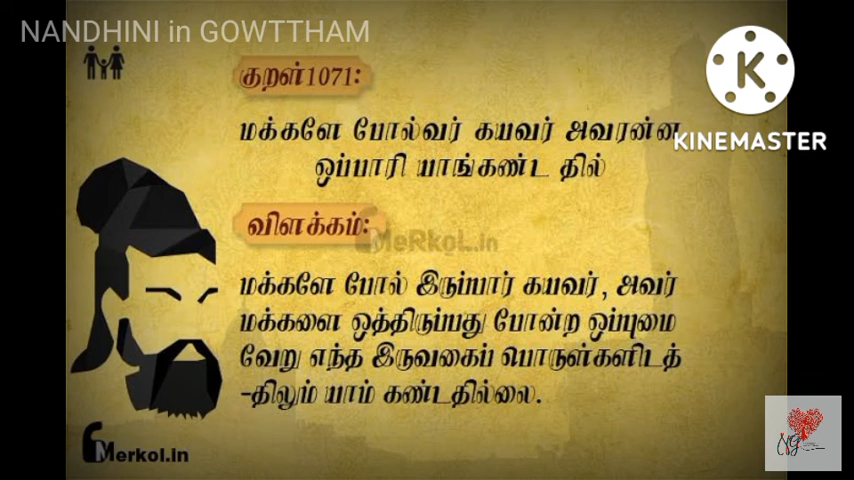 NANDHINI in GOWTTHAM
K
KINEMASTER
குறள்1071:
மக்களே போல்வர் கயவர் அவரன்ன
ஒப்பாரி யாங்கண்ட தில்
விளக்கம்:
MeRkoL.in
மக்களே போல் இருப்பார் கயவர், அவர்
மக்களை ஒத்திருப்பது போன்ற ஒப்புமை
வேறு எந்த இருவகைப் பொருள்களிடத்
-திலும் யாம் கண்டதில்லை.
Merkol.in